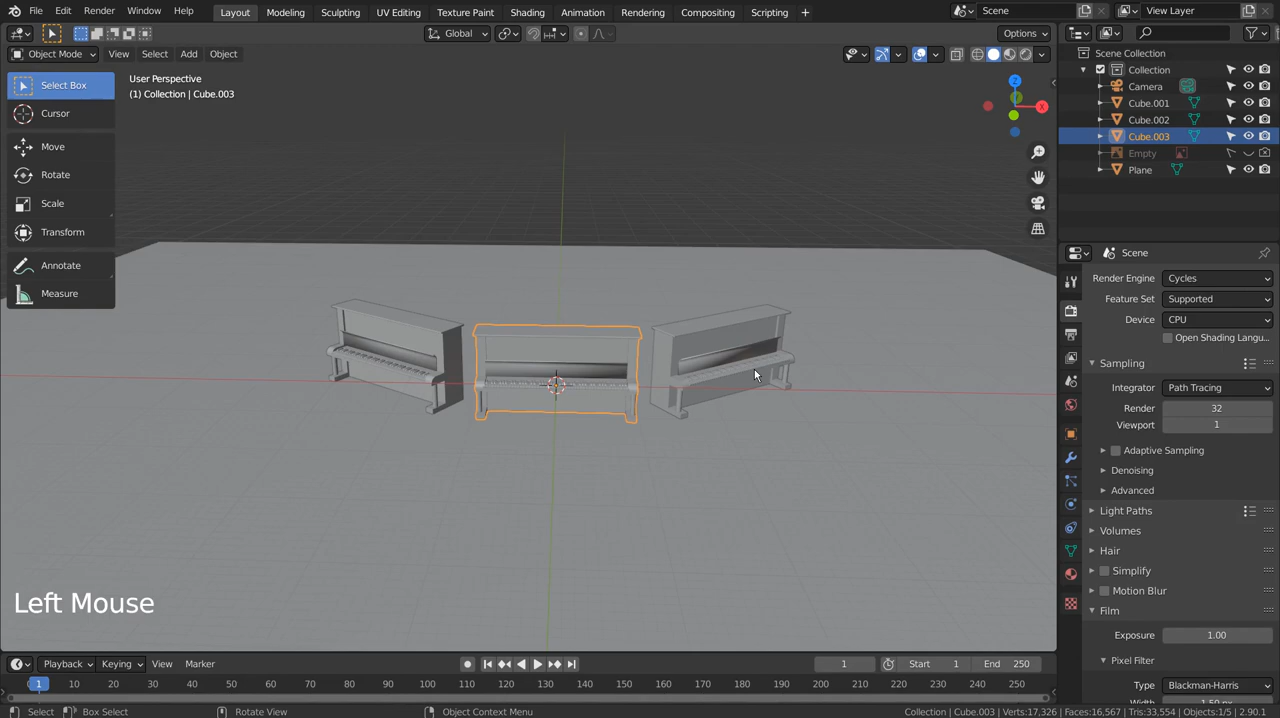 File Edit Render Window Help Layout Modeling Sculpting UV Editing Texture Paint Shading Animation Rendering Compositing Scripting + Scene View Layer
Global Options
Object Mode View Select Add Object
Scene Collection
Collection
Camera
Cube.001
Cube.002
Cube.003
Empty
Plane
Select Box
Cursor
Move
Rotate
Scale
Transform
Annotate
Measure
User Perspective
(1) Collection | Cube.003
Z
X
Scene
Render Engine Cycles
Feature Set Supported
Device CPU
Open Shading Langu...
Sampling
Integrator Path Tracing
Render 32
Viewport 1
Adaptive Sampling
Denoising
Advanced
Light Paths
Volumes
Hair
Simplify
Motion Blur
Film
Exposure 1.00
Pixel Filter
Type Blackman-Harris
Width 1.50 px
Left Mouse
Playback Keying View Marker 1 Start 1 End 250
1 10 20 30 40 50 60 70 80 90 100 110 120 130 140 150 160 170 180 190 200 210 220 230 240 250
Select Box Select Rotate View Object Context Menu Collection | Cube.003 | Verts:17,326 | Faces:16,567 | Tris:33,554 | Objects:1/5 | 2.90.1